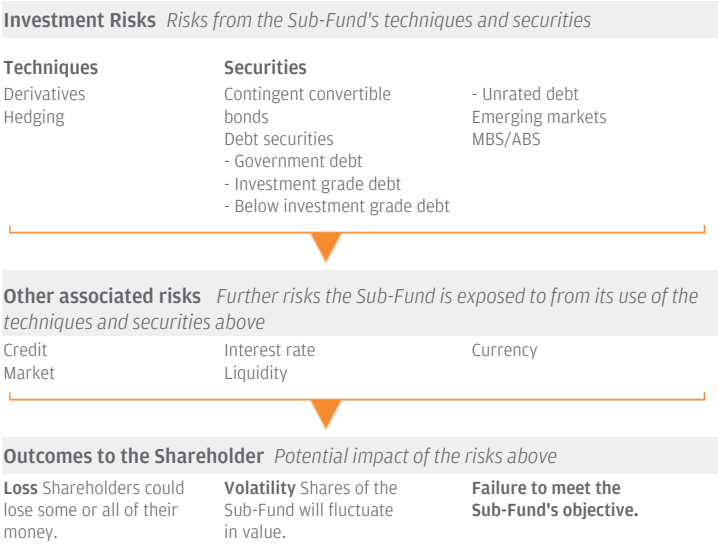 Investment Risks Risks from the Sub-Fund's techniques and securities
Techniques
Derivatives
Hedging
Securities
Contingent convertible
bonds
Debt securities
- Government debt
- Investment grade debt
- Below investment grade debt
- Unrated debt
Emerging markets
MBS/ABS
Other associated risks Further risks the Sub-Fund is exposed to from its use of the
techniques and securities above
Credit
Market
Interest rate
Liquidity
Currency
Outcomes to the Shareholder Potential impact of the risks above
Loss Shareholders could
lose some or all of their
money.
Volatility Shares of the
Sub-Fund will fluctuate
in value.
Failure to meet the
Sub-Fund's objective.